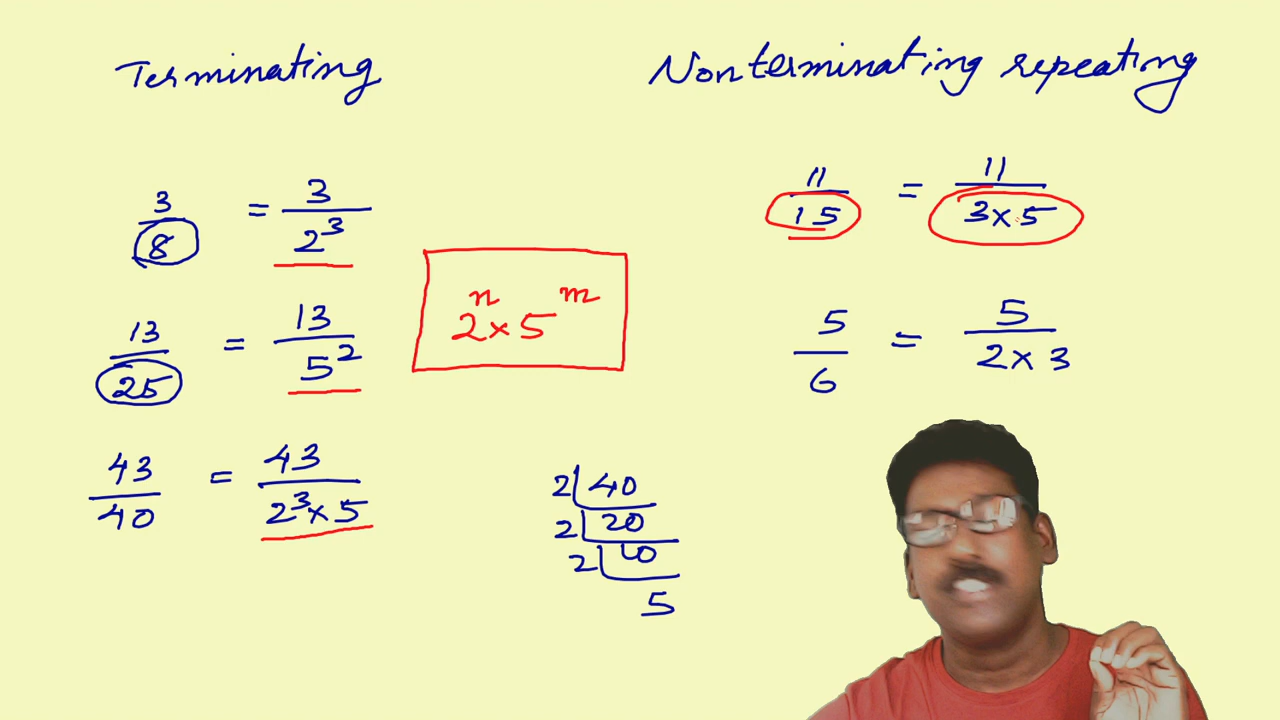 Terminating
Nonterminating repeating
3/8 = 3/2³
13/25 = 13/5²
43/40 = 43/2³×5
2ⁿ×5ᵐ
2|40
2|20
2|10
5
11/15 = 11/3×5
5/6 = 5/2×3